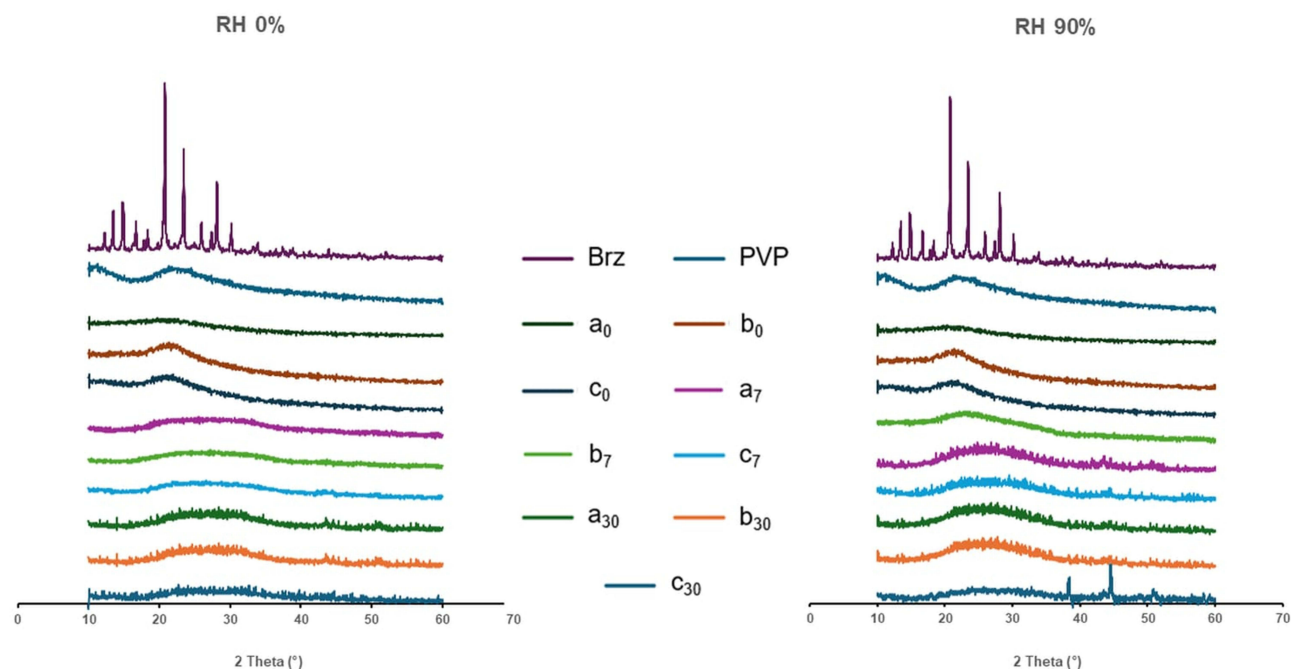 RH 0%
RH 90%
Brz PVP
a₀ b₀
c₀ a₇
b₇ c₇
a₃₀ b₃₀
c₃₀
0 10 20 30 40 50 60 70
0 10 20 30 40 50 60 70
2 Theta (°)
2 Theta (°)